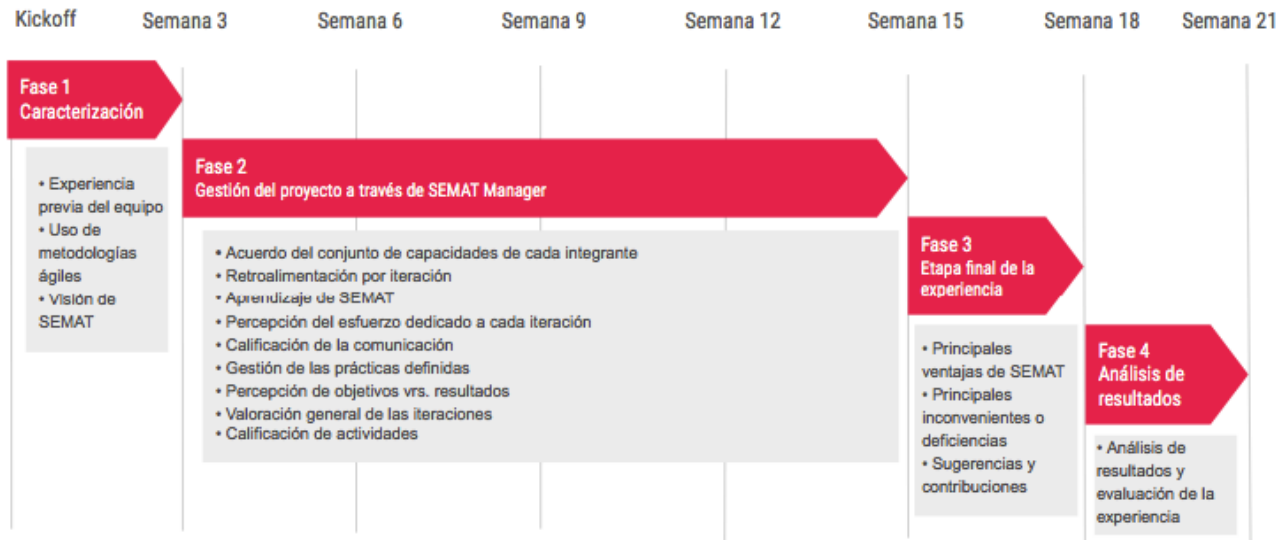 Kickoff
Semana 3
Semana 6
Semana 9
Semana 12
Semana 15
Semana 18
Semana 21
Fase 1
Caracterización
• Experiencia
previa del equipo
• Uso de
metodologías
ágiles
• Visión de
SEMAT
Fase 2
Gestión del proyecto a través de SEMAT Manager
• Acuerdo del conjunto de capacidades de cada integrante
• Retroalimentación por iteración
• Aprendizaje de SEMAT
• Percepción del esfuerzo dedicado a cada iteración
• Calificación de la comunicación
• Gestión de las prácticas definidas
• Percepción de objetivos vrs. resultados
• Valoración general de las iteraciones
• Calificación de actividades
Fase 3
Etapa final de la
experiencia
• Principales
ventajas de SEMAT
• Principales
inconvenientes o
deficiencias
• Sugerencias y
contribuciones
Fase 4
Análisis de
resultados
• Análisis de
resultados y
evaluación de la
experiencia